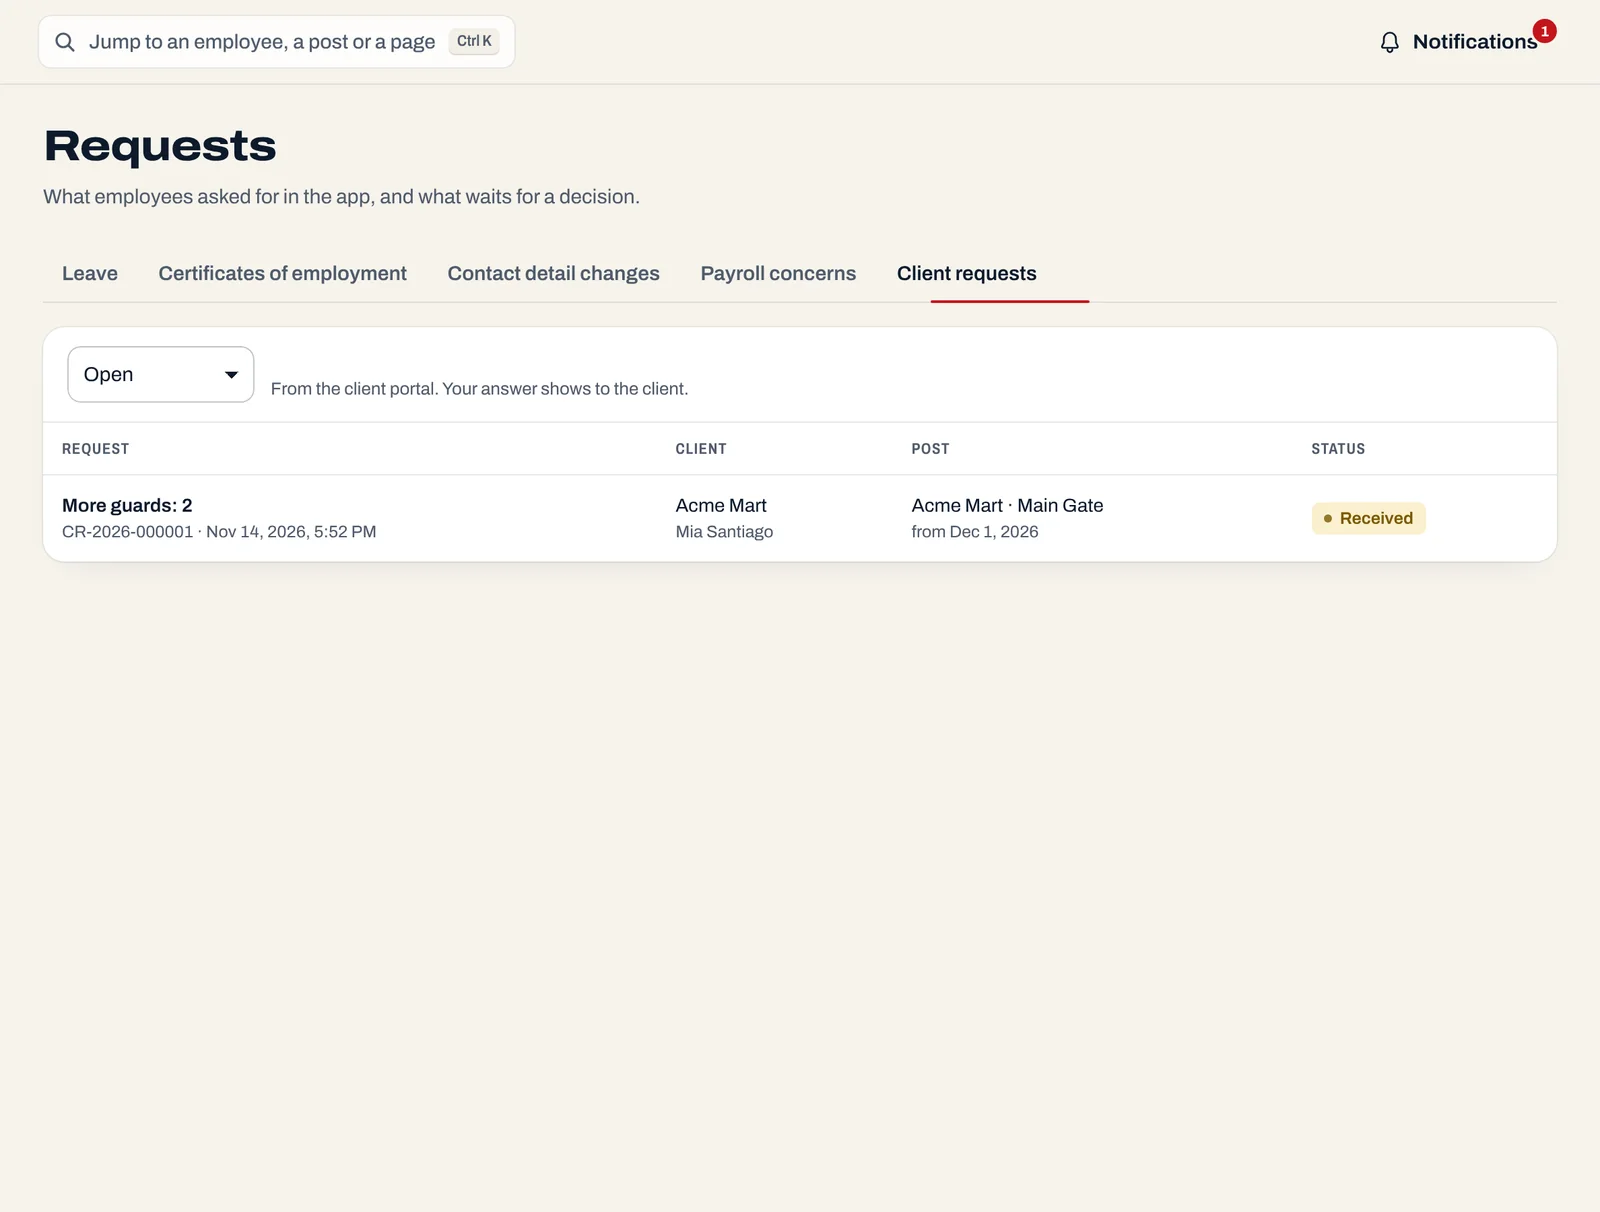 Jump to an employee, a post or a page Ctrl K
Notifications 1
Requests
What employees asked for in the app, and what waits for a decision.
Leave Certificates of employment Contact detail changes Payroll concerns Client requests
Open
From the client portal. Your answer shows to the client.
REQUEST CLIENT POST STATUS
More guards: 2 Acme Mart Acme Mart · Main Gate
CR-2026-000001 · Nov 14, 2026, 5:52 PM Mia Santiago from Dec 1, 2026
Received